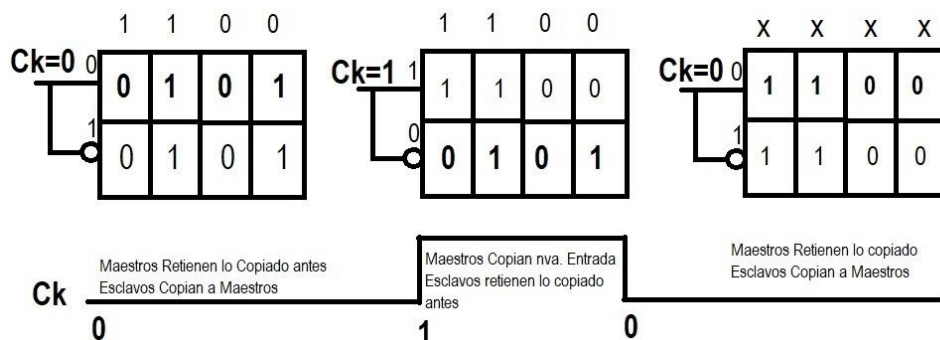 1 1 0 0
Ck=0 0
0 1 0 1
1
0 1 0 1
1 1 0 0
Ck=1 1
1 1 0 0
0
0 1 0 1
X X X X
Ck=0 0
1 1 0 0
1
1 1 0 0
Maestros Retienen lo Copiado antes
Esclavos Copian a Maestros
Maestros Copian nva. Entrada
Esclavos retienen lo copiado
antes
Maestros Retienen lo copiado
Esclavos Copian a Maestros
Ck
0 1 0